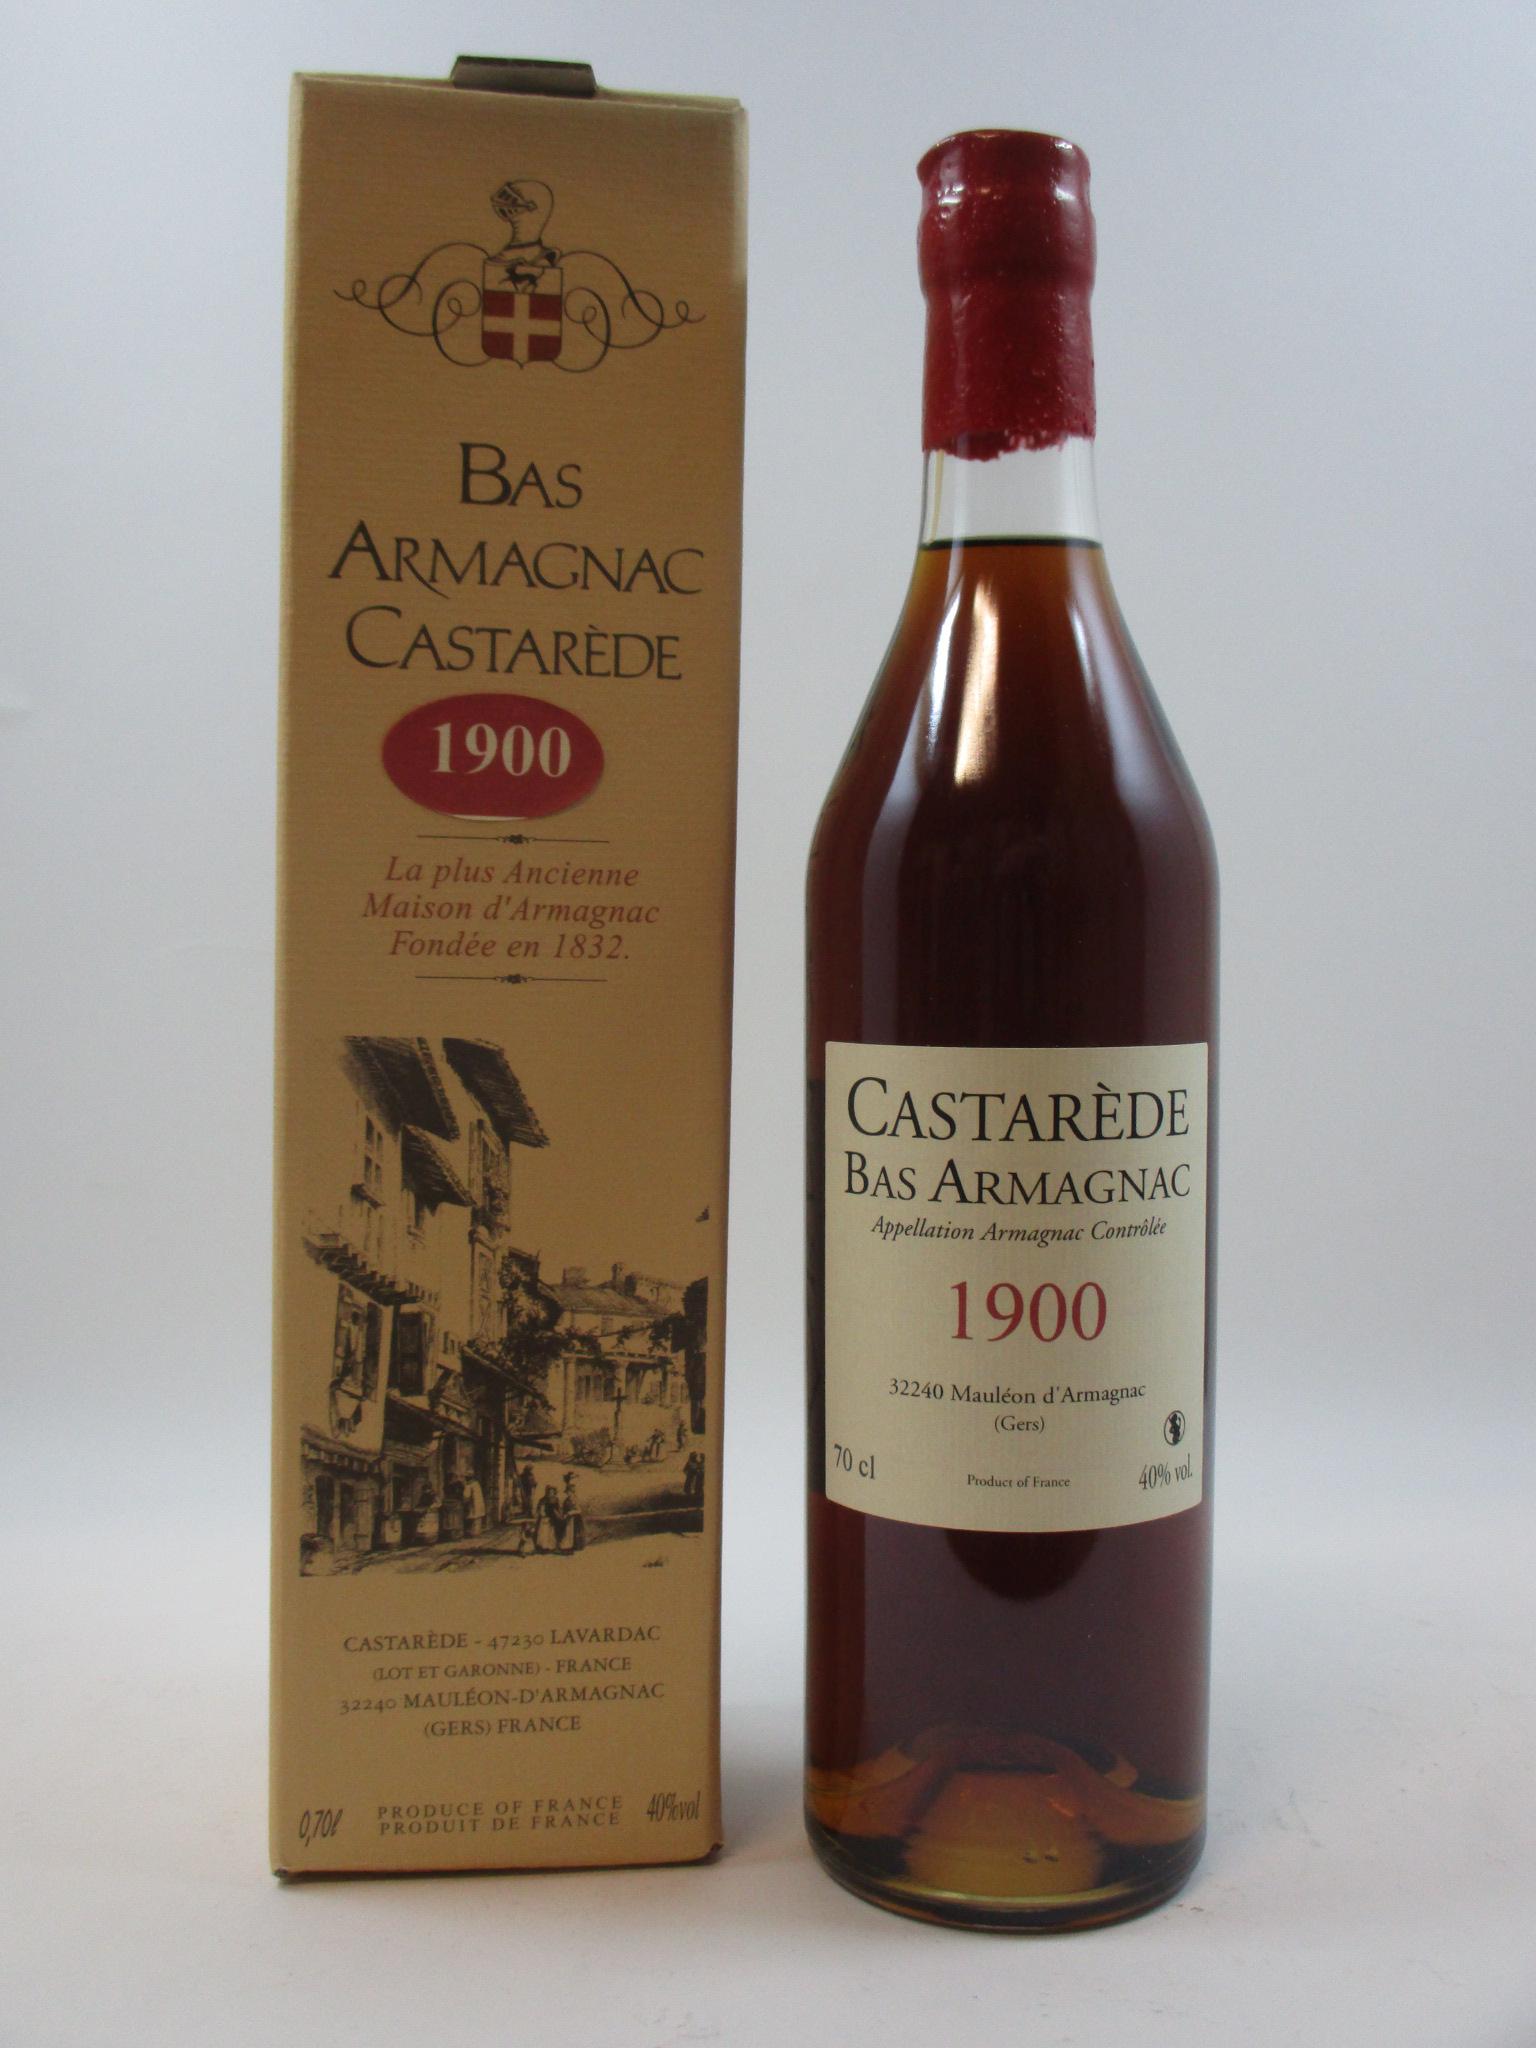 BAS
ARMAGNAC
CASTARÈDE
1900
La plus Ancienne
Maison d'Armagnac
Fondée en 1832.
CASTARÈDE - 47230 LAVARDAC
(LOT ET GARONNE) - FRANCE
32240 MAULÉON-D'ARMAGNAC
(GERS) FRANCE
0,70ℓ
PRODUCE OF FRANCE
PRODUIT DE FRANCE
40%vol
CASTARÈDE
BAS ARMAGNAC
Appellation Armagnac Contrôlée
1900
32240 Mauléon d'Armagnac
(Gers)
70 cl
Product of France
40% vol.